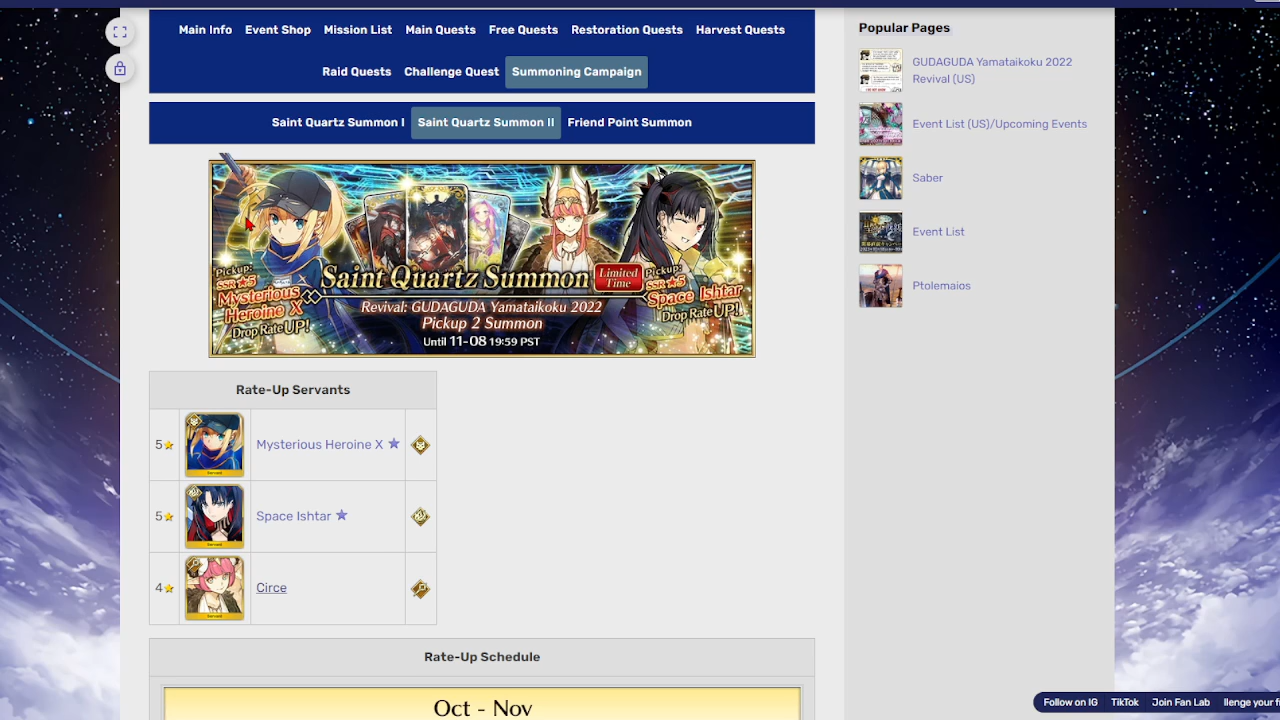 Main Info Event Shop Mission List Main Quests Free Quests Restoration Quests Harvest Quests
Raid Quests Challenge Quest Summoning Campaign
Saint Quartz Summon I Saint Quartz Summon II Friend Point Summon
Pickup:
SSR ★5
Mysterious
Heroine X
Drop Rate UP!
Saint Quartz Summon
Limited
Time
Revival: GUDAGUDA Yamataikoku 2022
Pickup 2 Summon
Until 11-08 19:59 PST
Pickup:
SSR ★5
Space Ishtar
Drop Rate UP!
Rate-Up Servants
5★ Mysterious Heroine X ★
5★ Space Ishtar ★
4★ Circe
Rate-Up Schedule
Oct - Nov
Popular Pages
GUDAGUDA Yamataikoku 2022
Revival (US)
Event List (US)/Upcoming Events
Saber
Event List
Ptolemaios
Follow on IG TikTok Join Fan Lab llenge your f